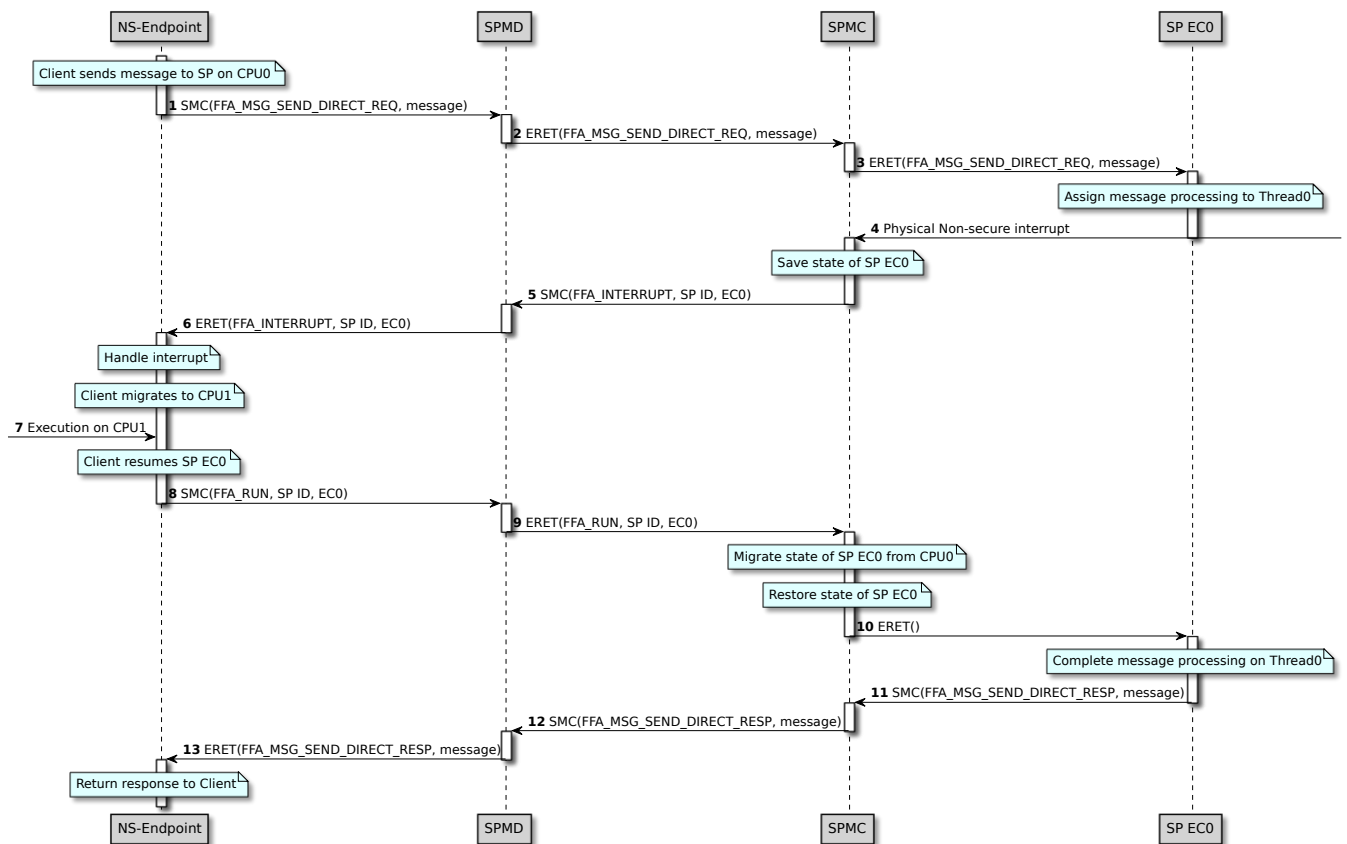 NS-Endpoint
SPMD
SPMC
SP EC0
Client sends message to SP on CPU0
1 SMC(FFA_MSG_SEND_DIRECT_REQ, message)
2 ERET(FFA_MSG_SEND_DIRECT_REQ, message)
3 ERET(FFA_MSG_SEND_DIRECT_REQ, message)
Assign message processing to Thread0
4 Physical Non-secure interrupt
Save state of SP EC0
5 SMC(FFA_INTERRUPT, SP ID, EC0)
6 ERET(FFA_INTERRUPT, SP ID, EC0)
Handle interrupt
Client migrates to CPU1
7 Execution on CPU1
Client resumes SP EC0
8 SMC(FFA_RUN, SP ID, EC0)
9 ERET(FFA_RUN, SP ID, EC0)
Migrate state of SP EC0 from CPU0
Restore state of SP EC0
10 ERET()
Complete message processing on Thread0
11 SMC(FFA_MSG_SEND_DIRECT_RESP, message)
12 SMC(FFA_MSG_SEND_DIRECT_RESP, message)
13 ERET(FFA_MSG_SEND_DIRECT_RESP, message)
Return response to Client
NS-Endpoint
SPMD
SPMC
SP EC0